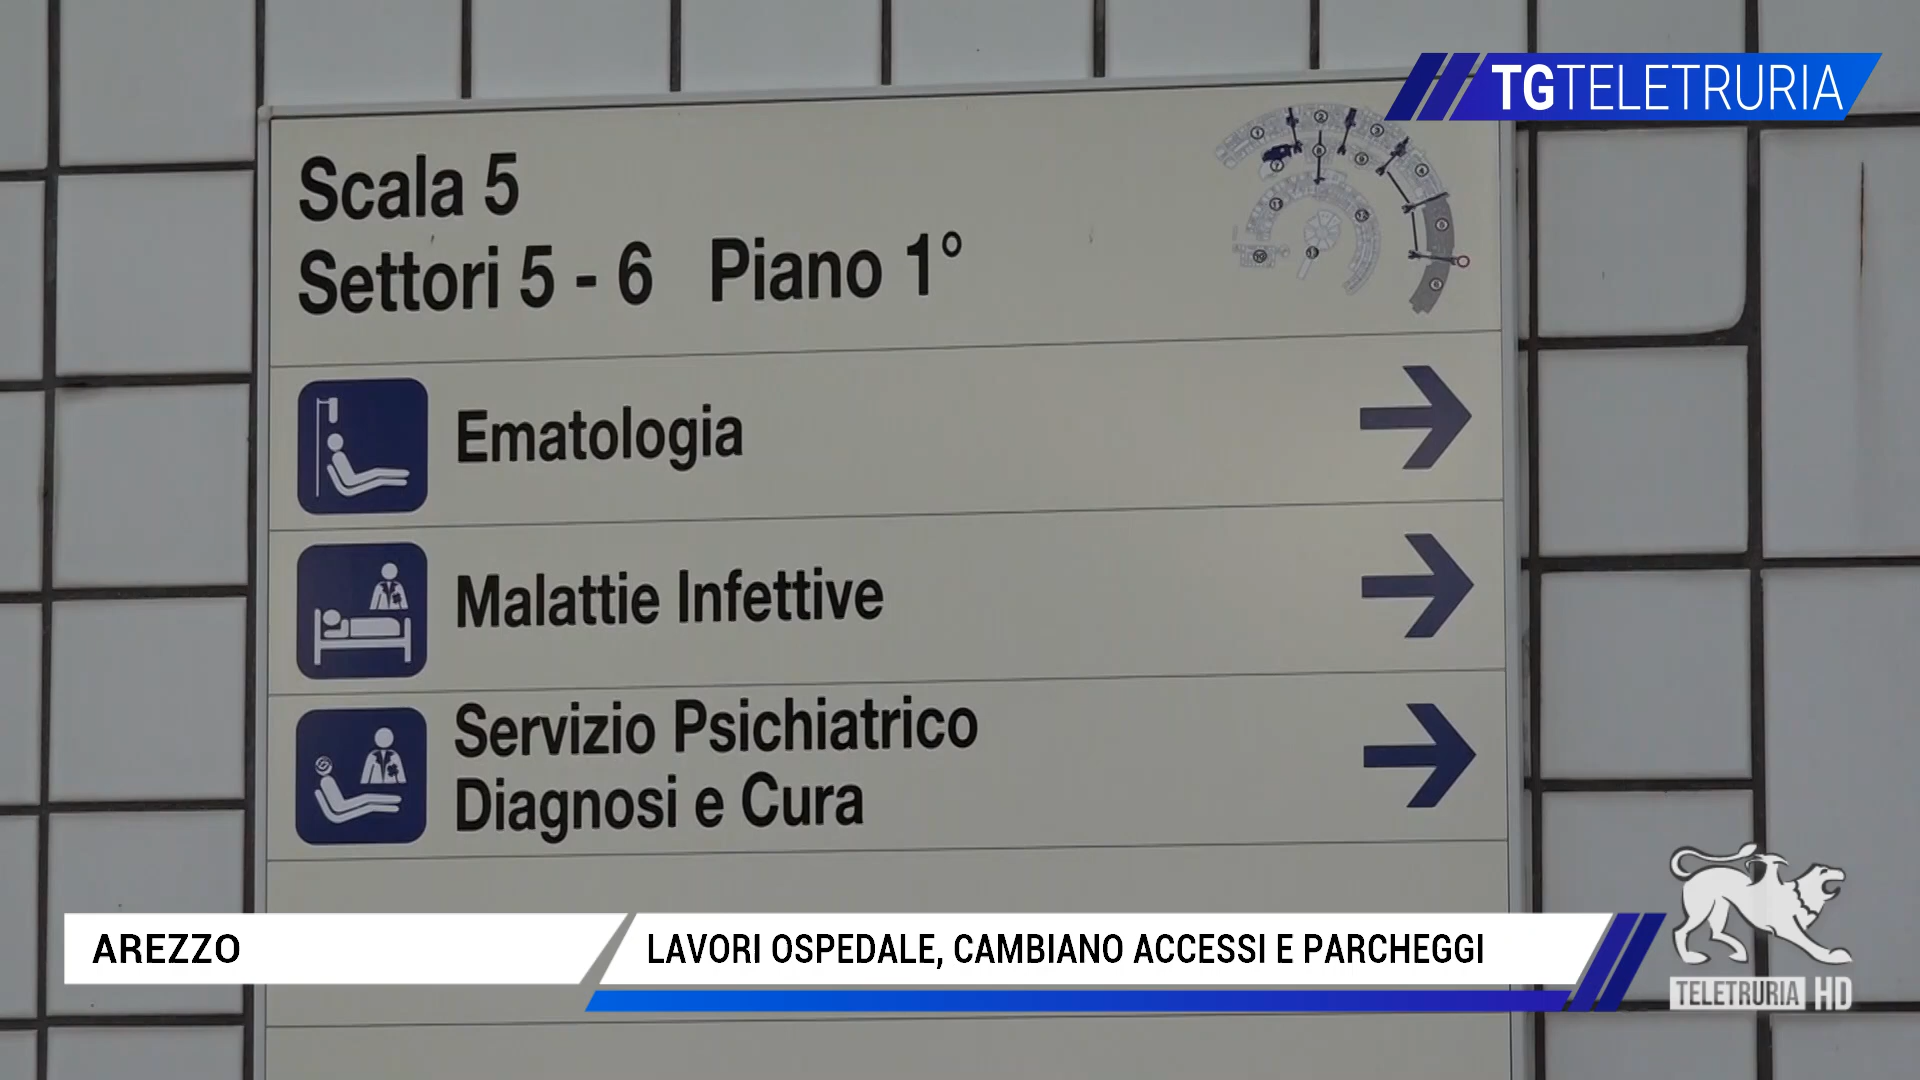 TGTELETRURIA
Scala 5
Settori 5 - 6 Piano 1°
Ematologia
Malattie Infettive
Servizio Psichiatrico
Diagnosi e Cura
AREZZO
LAVORI OSPEDALE, CAMBIANO ACCESSI E PARCHEGGI
TELETRURIA HD